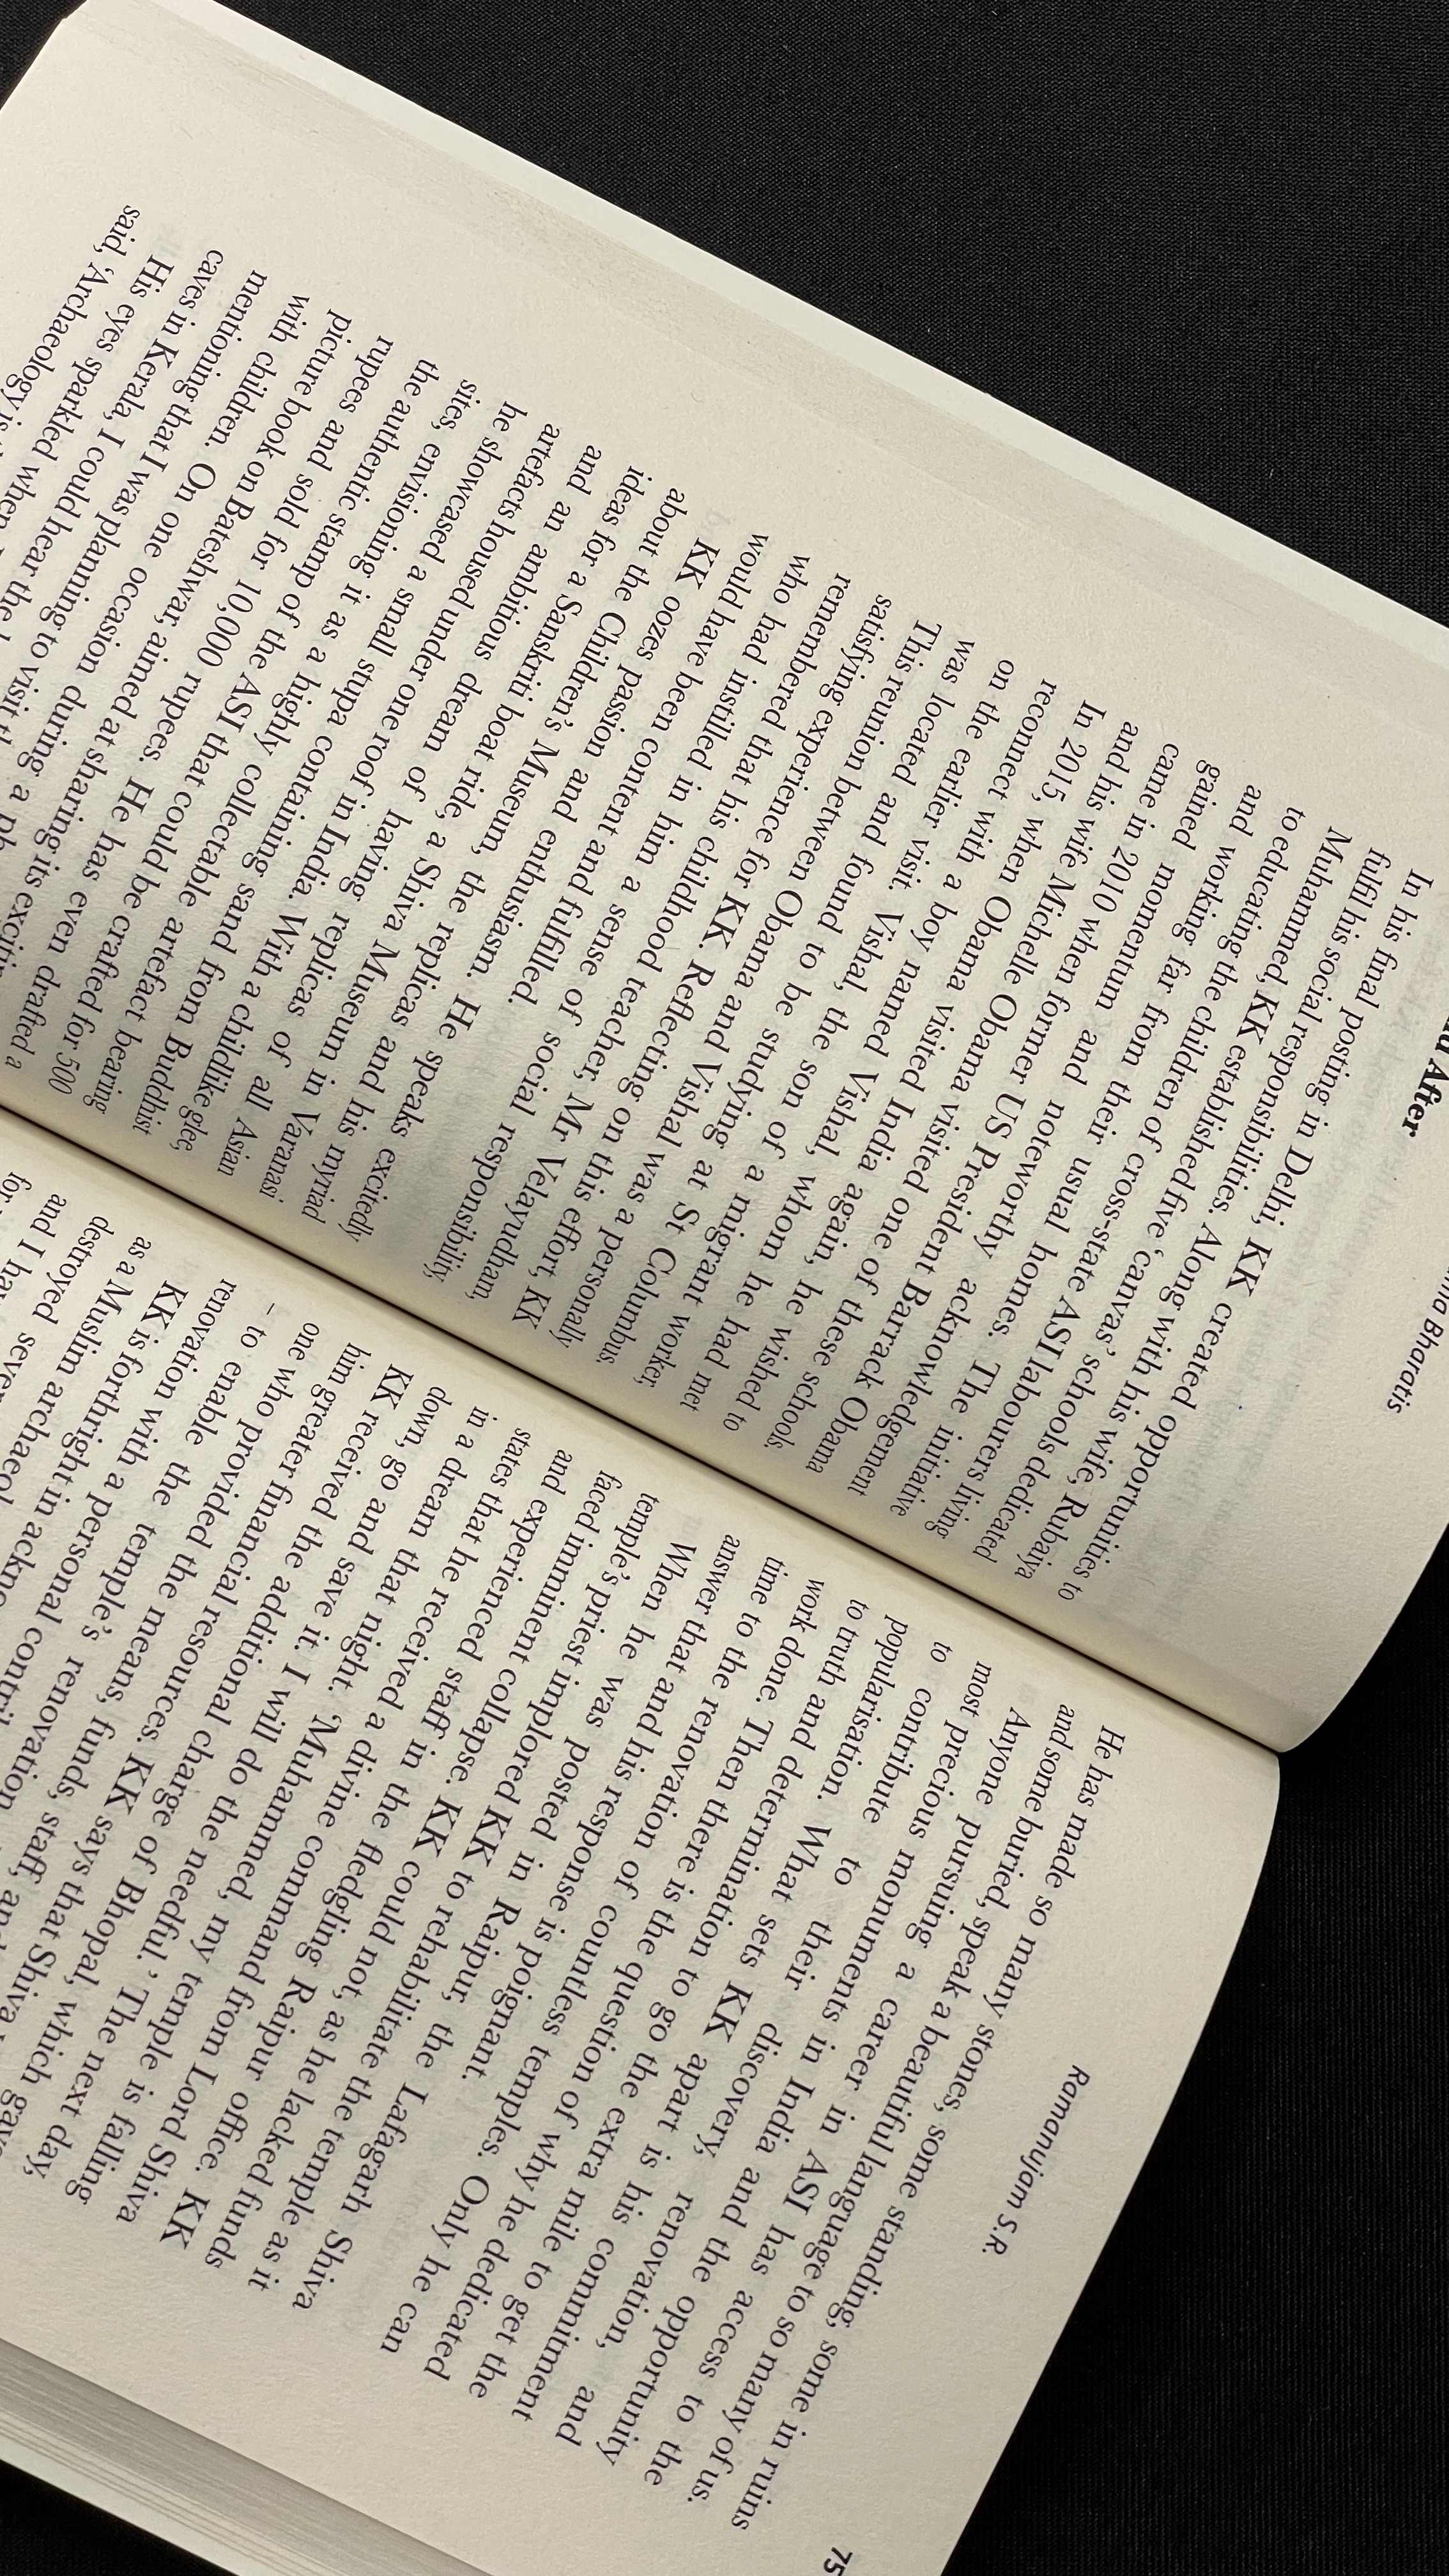 After
Bharatis
In his final posting in Delhi, KK created opportunities to
fulfil his social responsibilities. Along with his wife, Rubaiya
Muhammed, KK established five ‘canvas’ schools dedicated
to educating the children of cross-state ASI labourers living
and working far from their usual homes. The initiative
gained momentum and noteworthy acknowledgement
came in 2010 when former US President Barrack Obama
and his wife Michelle Obama visited one of these schools.
In 2015, when Obama visited India again, he wished to
reconnect with a boy named Vishal, whom he had met
on the earlier visit. Vishal, the son of a migrant worker,
was located and found to be studying at St Columbus.
This reunion between Obama and Vishal was a personally
satisfying experience for KK. Reflecting on this effort, KK
remembered that his childhood teacher, Mr Velayudham,
who had instilled in him a sense of social responsibility,
would have been content and fulfilled.
KK oozes passion and enthusiasm. He speaks excitedly
about the Children’s Museum, the replicas and his myriad
ideas for a Sanskriti boat ride, a Shiva Museum in Varanasi
and an ambitious dream of having replicas of all Asian
artefacts housed under one roof in India. With a childlike glee,
he showcased a small stupa containing sand from Buddhist
sites, envisioning it as a highly collectable artefact bearing
the authentic stamp of the ASI that could be crafted for 500
rupees and sold for 10,000 rupees. He has even drafted a
picture book on Bateshwar, aimed at sharing its
with children. On one occasion during a
mentioning that I was planning to visit
caves in Kerala, I could hear the
His eyes sparkled when
said, ‘Archaeology is
Ramanujam S.R.
75
He has made so many stones, some standing, some in ruins
and some buried, speak a beautiful language to so many of us.
Anyone pursuing a career in ASI has access to the
most precious monuments in India and the opportunity
to contribute to their discovery, renovation, and
popularisation. What sets KK apart is his commitment
to truth and determination to go the extra mile to get the
work done. Then there is the question of why he dedicated
time to the renovation of countless temples. Only he can
answer that and his response is poignant.
When he was posted in Raipur, the Lafagarh Shiva
temple’s priest implored KK to rehabilitate the temple as it
faced imminent collapse. KK could not, as he lacked funds
and experienced staff in the fledgling Raipur office. KK
states that he received a divine command from Lord Shiva
in a dream that night. ‘Muhammed, my temple is falling
down, go and save it. I will do the needful.’ The next day,
KK received the additional charge of Bhopal, which gave
him greater financial resources. KK says that Shiva
one who provided the means, funds, staff,
– to enable the temple’s renovation
renovation with a personal
KK is forthright in
as a Muslim
destroyed
and I
for